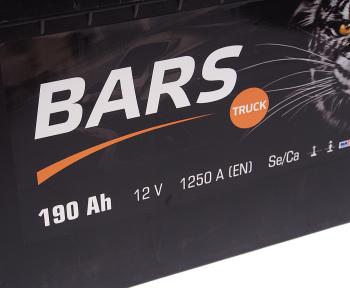 BARS
TRUCK
190 Ah 12 V 1250 A (EN) Se/Ca